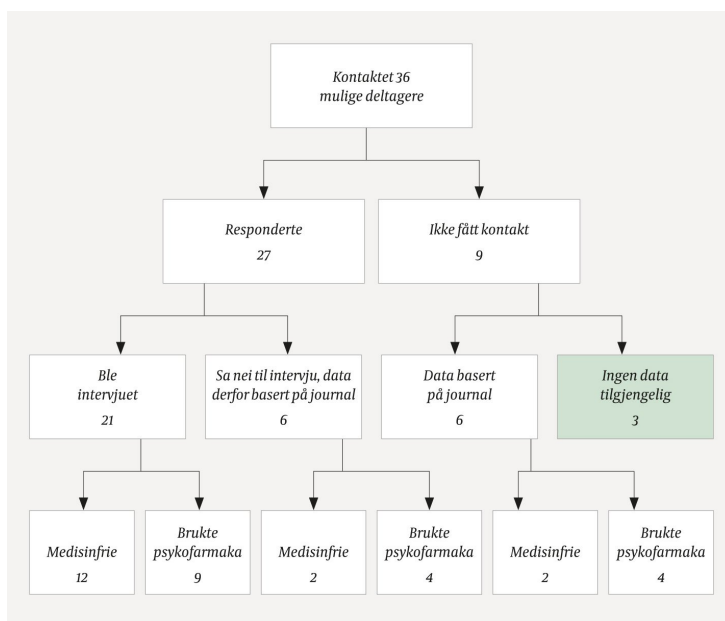 Kontaktet 36
mulige deltagere
Responderte
27
Ikke fått kontakt
9
Ble
intervjuet
21
Sa nei til intervju, data
derfor basert på journal
6
Data basert
på journal
6
Ingen data
tilgjengelig
3
Medisinfrie
12
Brukte
psykofarmaka
9
Medisinfrie
2
Brukte
psykofarmaka
4
Medisinfrie
2
Brukte
psykofarmaka
4